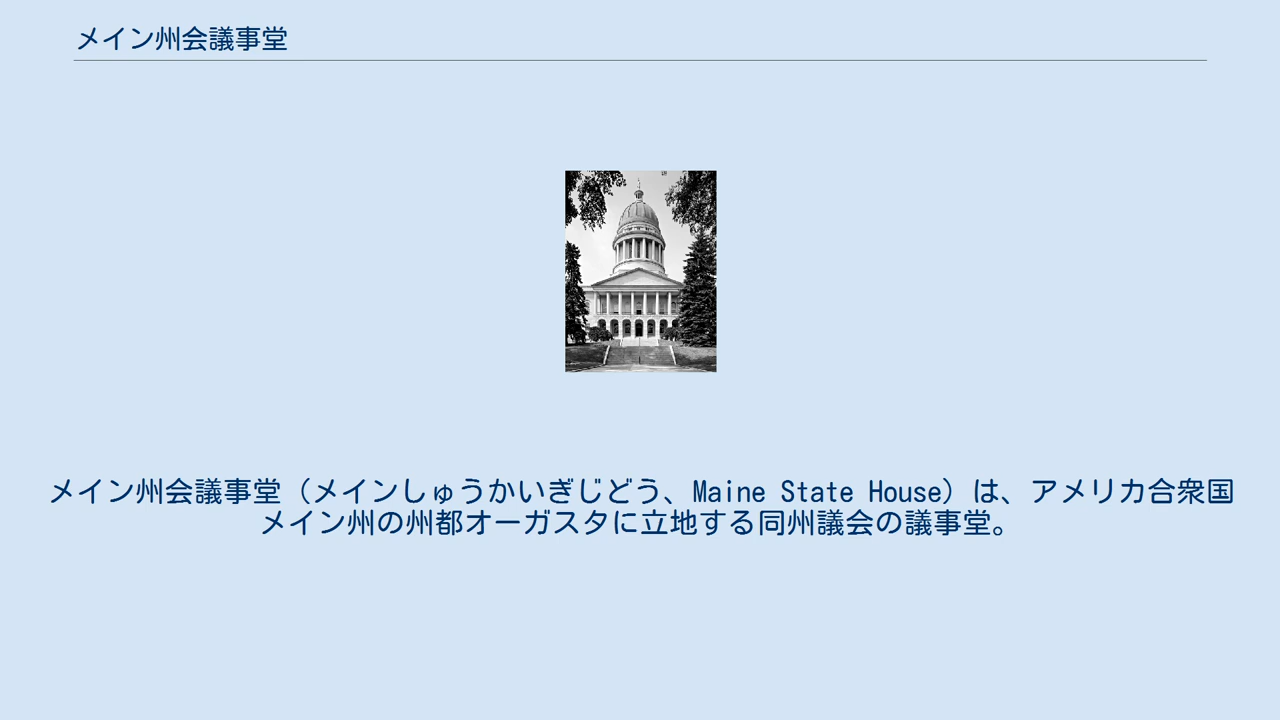 メイン州会議事堂
メイン州会議事堂（メインしゅうかいぎじどう、Maine State House）は、アメリカ合衆国
メイン州の州都オーガスタに立地する同州議会の議事堂。